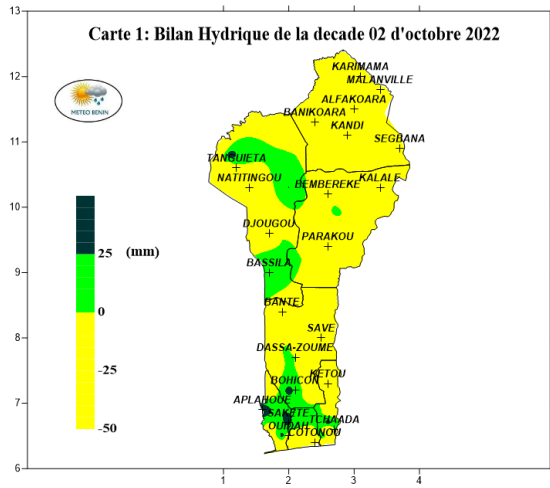 Carte 1: Bilan Hydrique de la decade 02 d'octobre 2022
13
12
11
10
9
8
7
6
1
2
3
4
METEO BENIN
25
(mm)
0
-25
-50
KARIMAMA
MALANVILLE
ALFAKOARA
BANIKOARA
KANDI
SEGBANA
TANGUIETA
NATITINGOU
BEMBEREKE
KALALE
DJOUGOU
PARAKOU
BASSILA
BANTE
SAVE
DASSA-ZOUME
KETOU
BOHICON
APLAHOUE
SAKETE
TCHAADA
OUIDAH
COTONOU